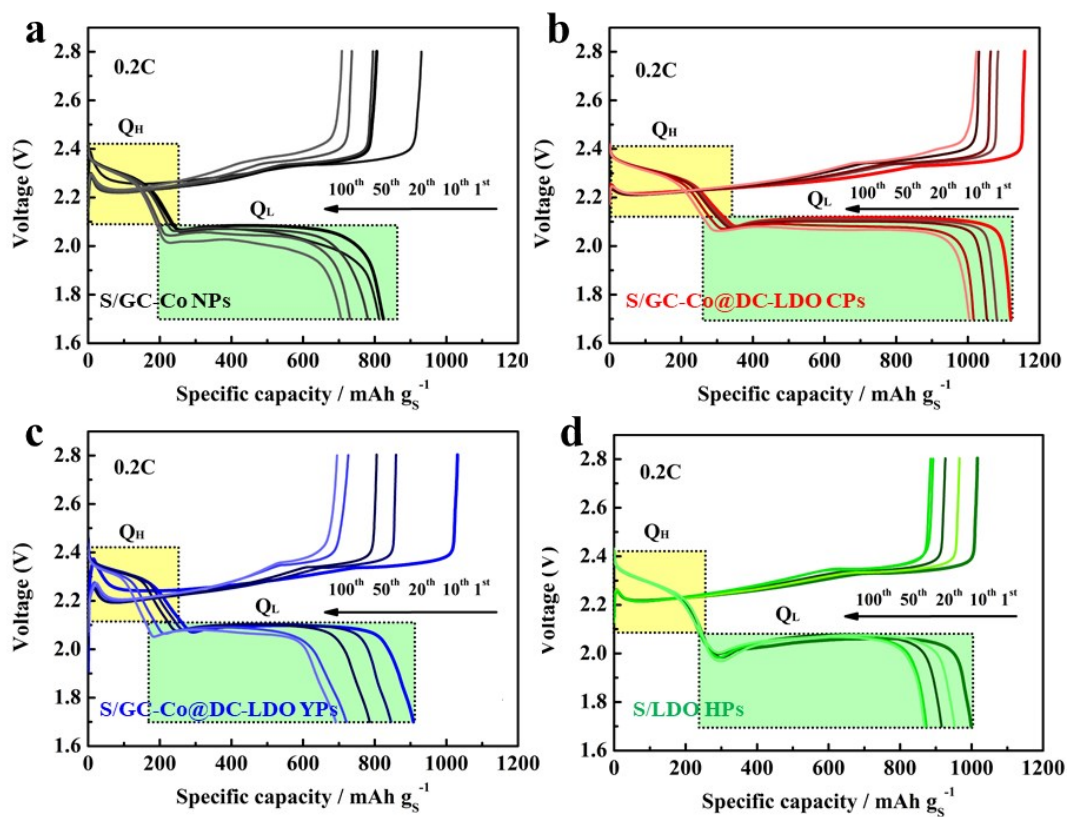 a
0.2C
QH
100th 50th 20th 10th 1st
QL
S/GC-Co NPs
Voltage (V)
2.8
2.6
2.4
2.2
2.0
1.8
1.6
0 200 400 600 800 1000 1200
Specific capacity / mAh gS-1
b
0.2C
QH
100th 50th 20th 10th 1st
QL
S/GC-Co@DC-LDO CPs
Voltage (V)
2.8
2.6
2.4
2.2
2.0
1.8
1.6
0 200 400 600 800 1000 1200
Specific capacity / mAh gS-1
c
0.2C
QH
100th 50th 20th 10th 1st
QL
S/GC-Co@DC-LDO YPs
Voltage (V)
2.8
2.6
2.4
2.2
2.0
1.8
1.6
0 200 400 600 800 1000 1200
Specific capacity / mAh gS-1
d
0.2C
QH
100th 50th 20th 10th 1st
QL
S/LDO HPs
Voltage (V)
2.8
2.6
2.4
2.2
2.0
1.8
1.6
0 200 400 600 800 1000 1200
Specific capacity / mAh gS-1